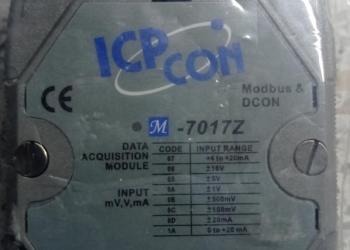 ICP CON
Modbus &
DCON
CE
M-7017Z
DATA
ACQUISITION
MODULE
INPUT
mV,V,mA
CODE INPUT RANGE
07 +4 to +20mA
08 ±10V
09 ±5V
0A ±1V
0B ±500mV
0C ±150mV
0D ±20mA
1A 0 to +20 mA